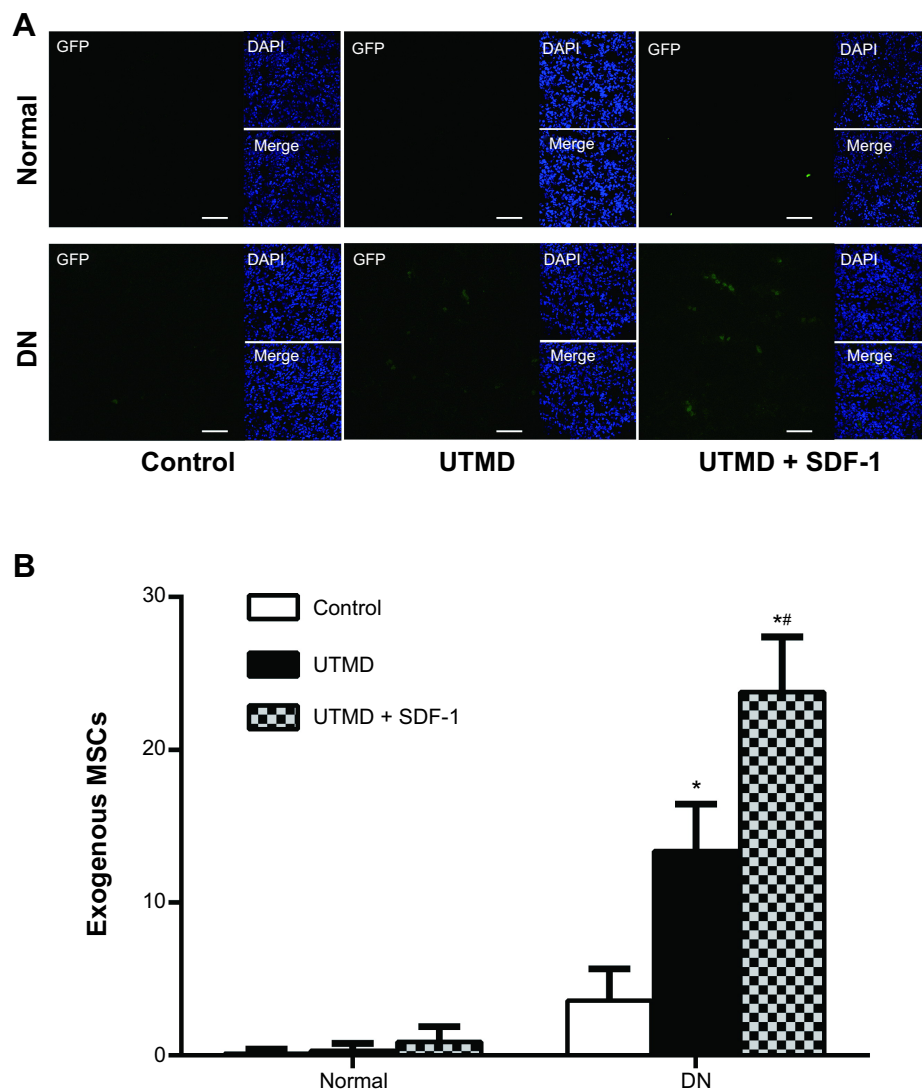 A
Normal
GFP
DAPI
Merge
GFP
DAPI
Merge
GFP
DAPI
Merge
DN
GFP
DAPI
Merge
GFP
DAPI
Merge
GFP
DAPI
Merge
Control
UTMD
UTMD + SDF-1
B
Exogenous MSCs
30
20
10
0
Control
UTMD
UTMD + SDF-1
*
*#
Normal
DN